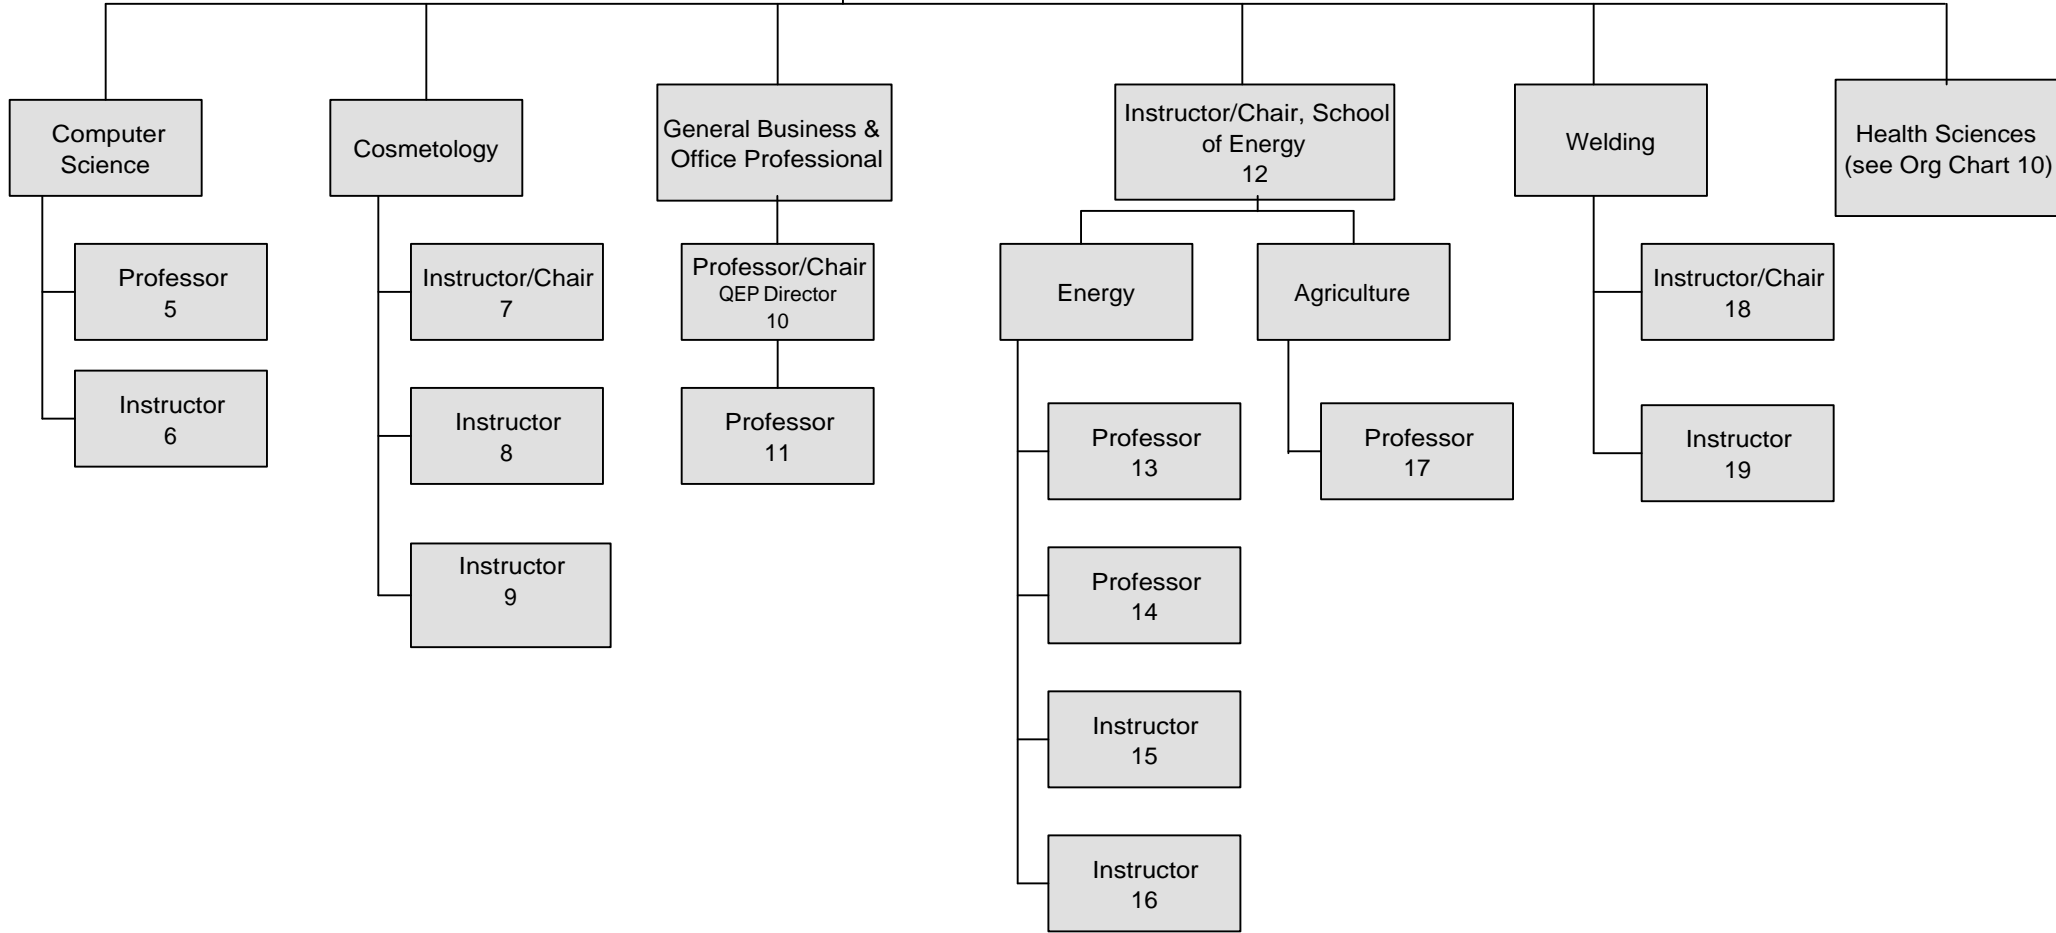 Computer
Science
Cosmetology
General Business &
Office Professional
Instructor/Chair, School
of Energy
12
Welding
Health Sciences
(see Org Chart 10)
Professor
5
Instructor
6
Instructor/Chair
7
Instructor
8
Instructor
9
Professor/Chair
QEP Director
10
Professor
11
Energy
Agriculture
Professor
13
Professor
14
Instructor
15
Instructor
16
Professor
17
Instructor/Chair
18
Instructor
19